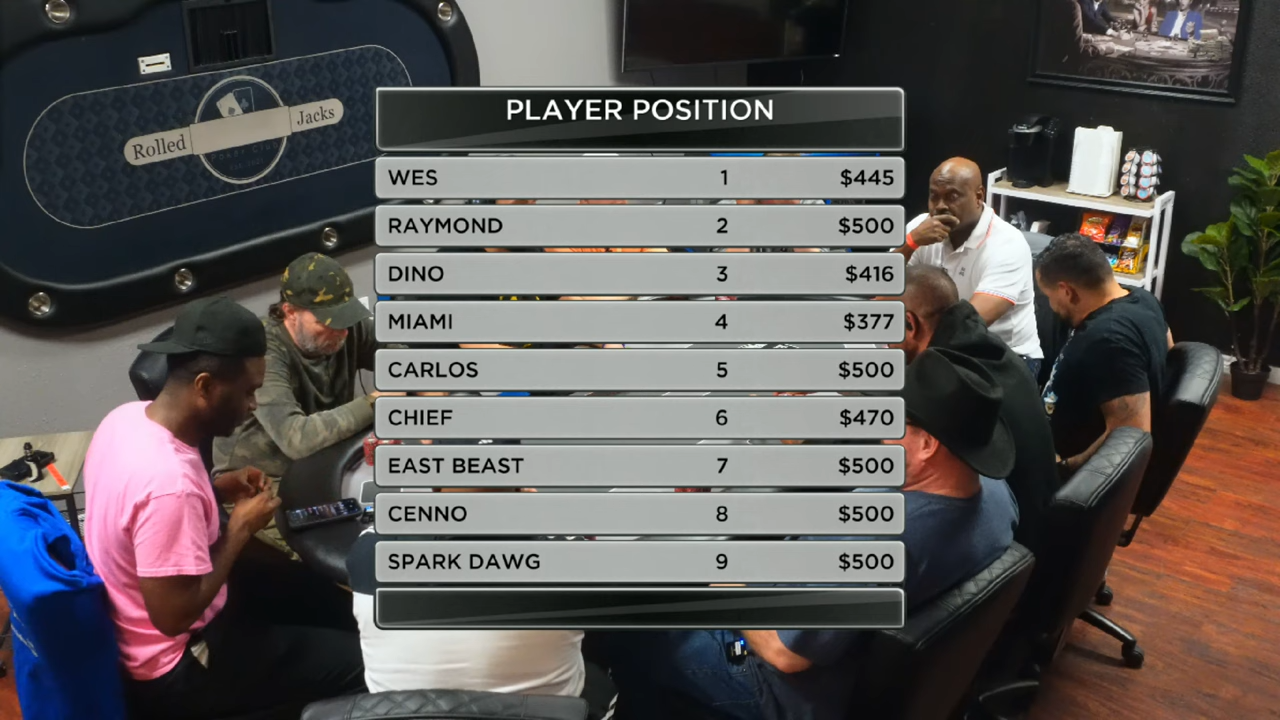 Rolled Jacks
PLAYER POSITION
WES 1 $445
RAYMOND 2 $500
DINO 3 $416
MIAMI 4 $377
CARLOS 5 $500
CHIEF 6 $470
EAST BEAST 7 $500
CENNO 8 $500
SPARK DAWG 9 $500